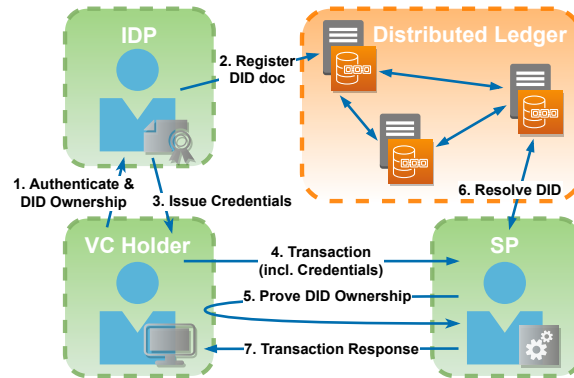 IDP
2. Register
DID doc
Distributed Ledger
1. Authenticate &
DID Ownership
3. Issue Credentials
6. Resolve DID
VC Holder
4. Transaction
(incl. Credentials)
SP
5. Prove DID Ownership
7. Transaction Response